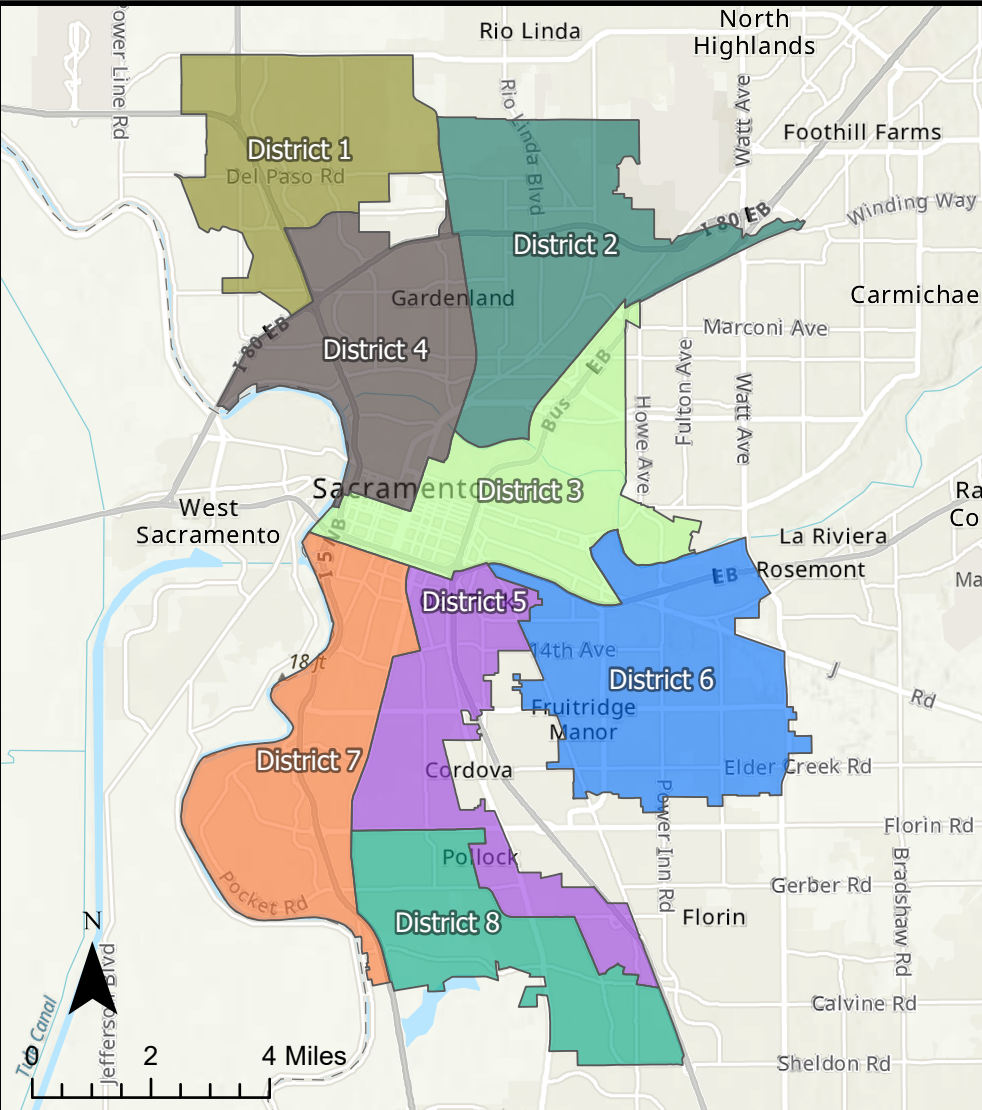 Power Line Rd
Rio Linda
North
Highlands
Rio Linda Blvd
Watt Ave
Foothill Farms
District 1
Del Paso Rd
I 80 EB
Winding Way
District 2
Gardenland
Carmichae
I 80 EB
District 4
Marconi Ave
EB
Fulton Ave
Bus
Howe Ave
Watt Ave
Sacramento
District 3
West
Sacramento
Ra
Co
I 5 NB
La Riviera
EB
Rosemont
Ma
District 5
14th Ave
18 ft
District 6
J
Rd
Fruitridge
Manor
District 7
Cordova
Elder Creek Rd
Power Inn Rd
Florin Rd
Pollock
Bradshaw Rd
Gerber Rd
Pocket Rd
N
District 8
Florin
Jefferson Blvd
Calvine Rd
Canal
0
2
4 Miles
Sheldon Rd